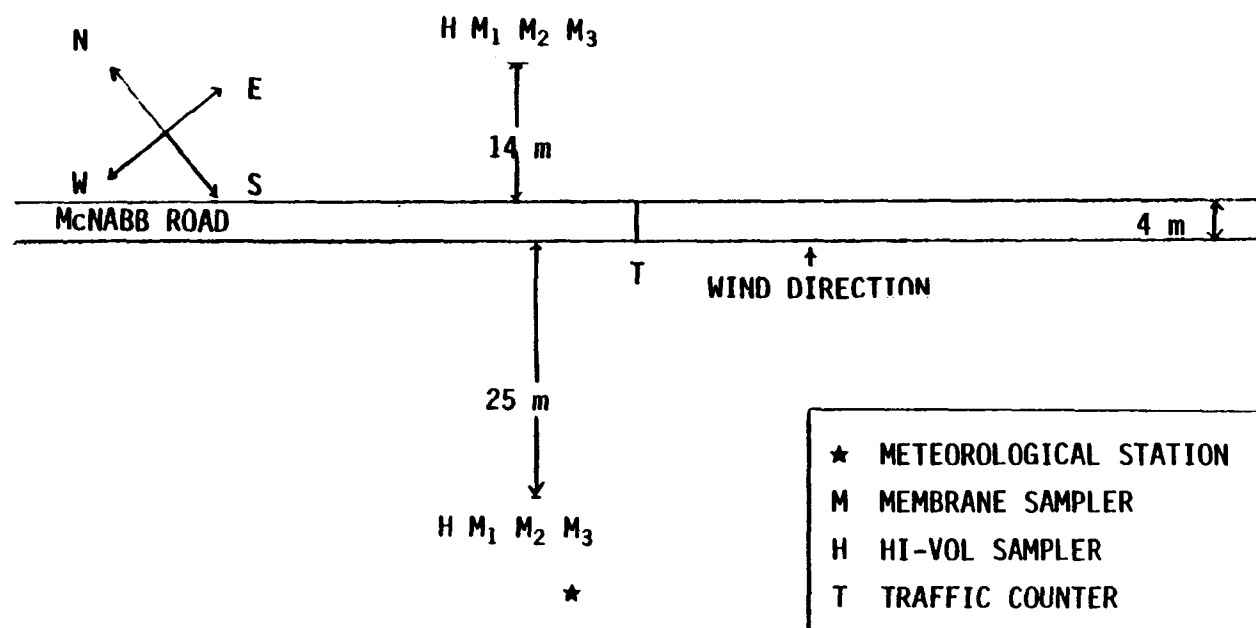 N
H M₁ M₂ M₃
E
14 m
W
S
McNABB ROAD
4 m
T
WIND DIRECTION
25 m
★ METEOROLOGICAL STATION
M MEMBRANE SAMPLER
H M₁ M₂ M₃
H HI-VOL SAMPLER
★
T TRAFFIC COUNTER